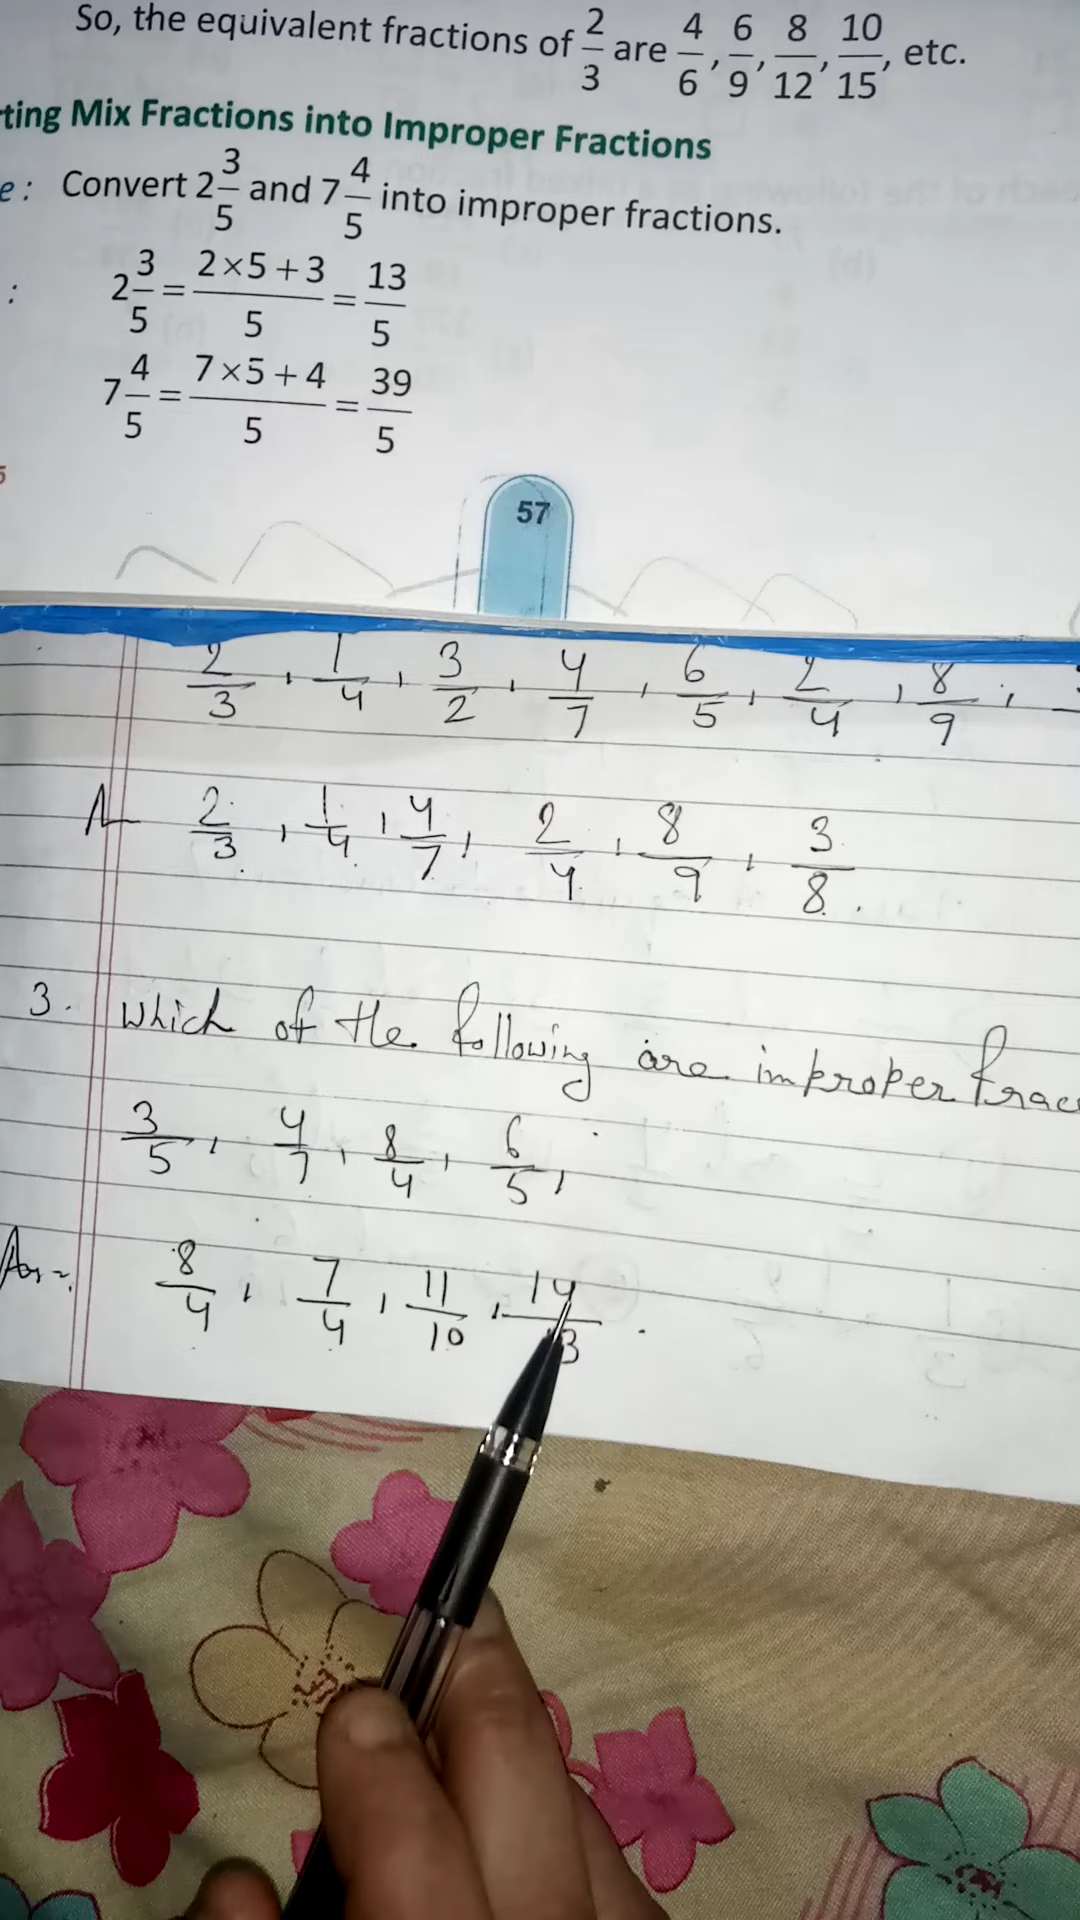 So, the equivalent fractions of 2/3 are 4/6, 6/9, 8/12, 10/15, etc.
ting Mix Fractions into Improper Fractions
e: Convert 2 3/5 and 7 4/5 into improper fractions.
: 2 3/5 = 2×5+3/5 = 13/5
7 4/5 = 7×5+4/5 = 39/5
57
2/3, 1/4, 3/2, 4/7, 6/5, 2/4, 8/9,
2/3, 1/4, 4/7, 2/4, 8/9, 3/8.
3. Which of the following are improper frac
3/5, 4/7, 8/4, 6/5,
Ans 8/4, 7/4, 11/10, 14/13.